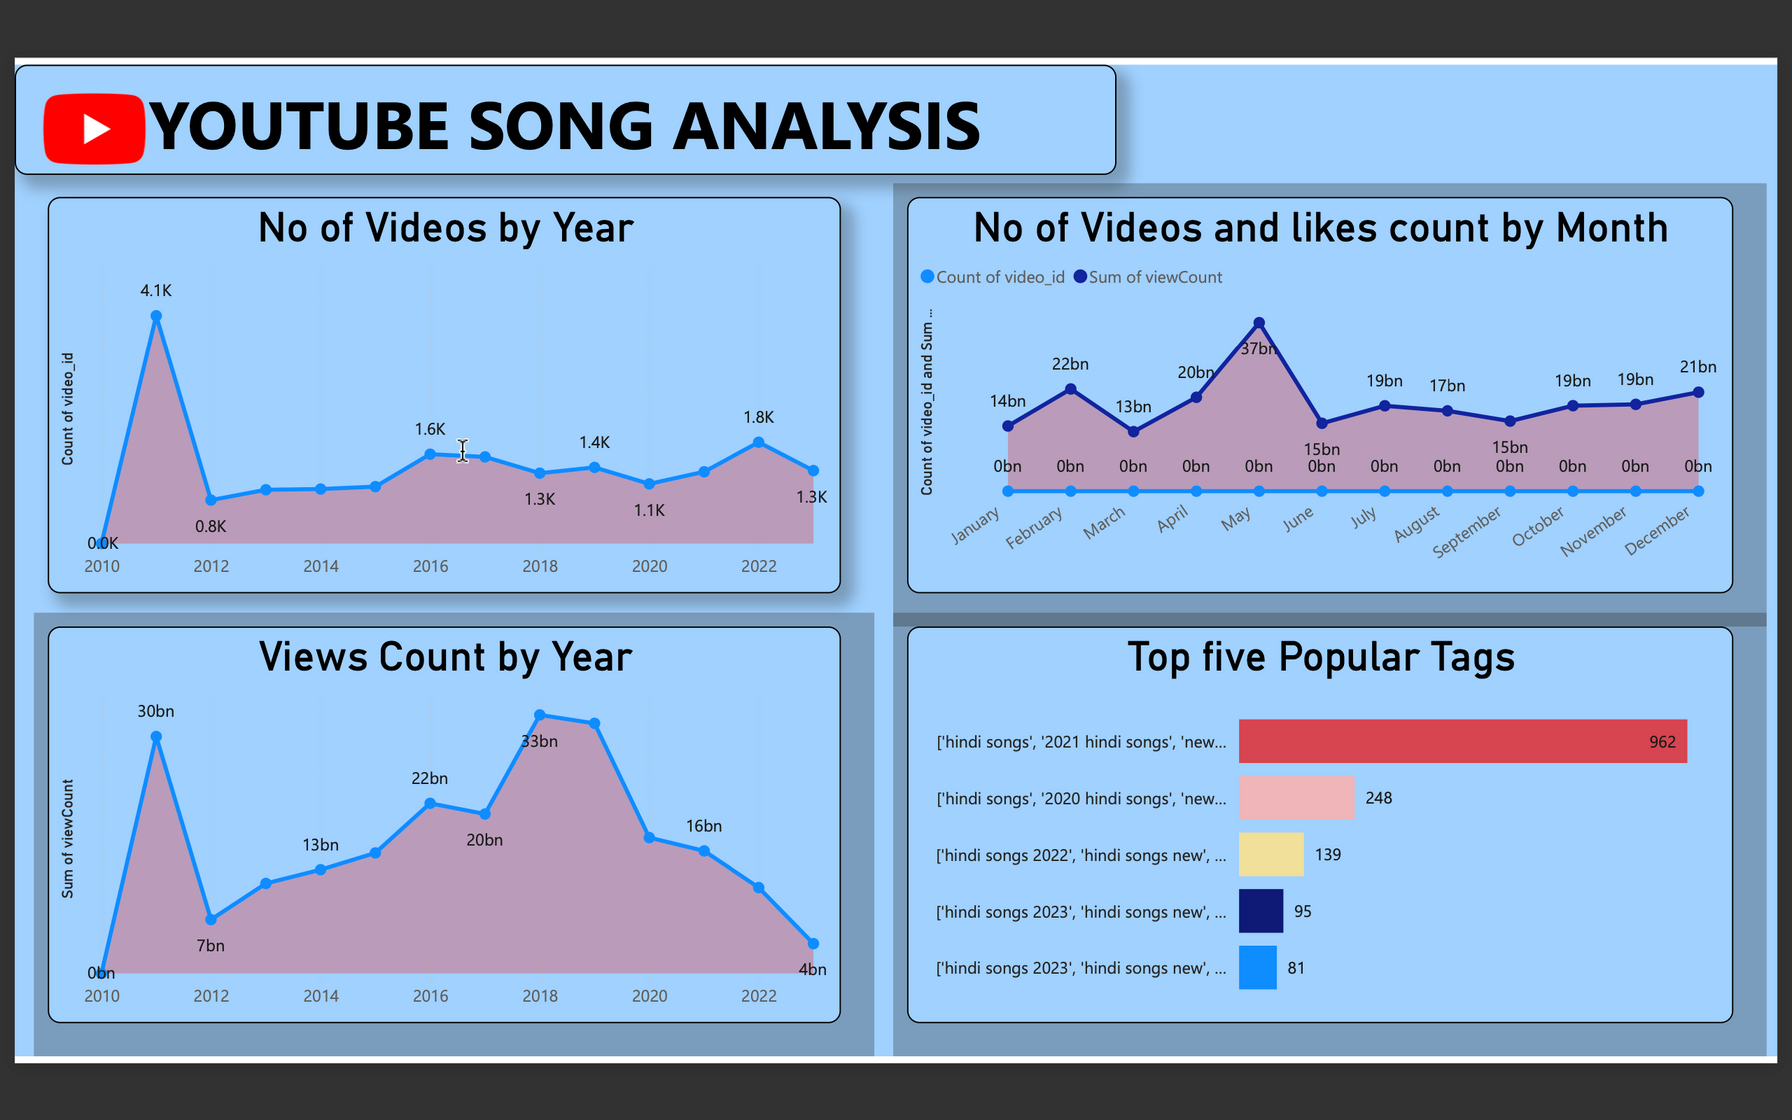 YOUTUBE SONG ANALYSIS
No of Videos by Year
Count of video_id
4.1K
1.6K
1.4K
1.8K
1.3K
1.1K
1.3K
0.8K
0.0K
2010 2012 2014 2016 2018 2020 2022
No of Videos and likes count by Month
Count of video_id Sum of viewCount
Count of video_id and Sum ...
14bn 22bn 13bn 20bn 37bn 15bn 19bn 17bn 15bn 19bn 19bn 21bn
0bn 0bn 0bn 0bn 0bn 0bn 0bn 0bn 0bn 0bn 0bn 0bn
January February March April May June July August September October November December
Views Count by Year
Sum of viewCount
30bn
33bn
22bn
16bn
20bn
13bn
7bn
4bn
0bn
2010 2012 2014 2016 2018 2020 2022
Top five Popular Tags
['hindi songs', '2021 hindi songs', 'new... 962
['hindi songs', '2020 hindi songs', 'new... 248
['hindi songs 2022', 'hindi songs new', ... 139
['hindi songs 2023', 'hindi songs new', ... 95
['hindi songs 2023', 'hindi songs new', ... 81